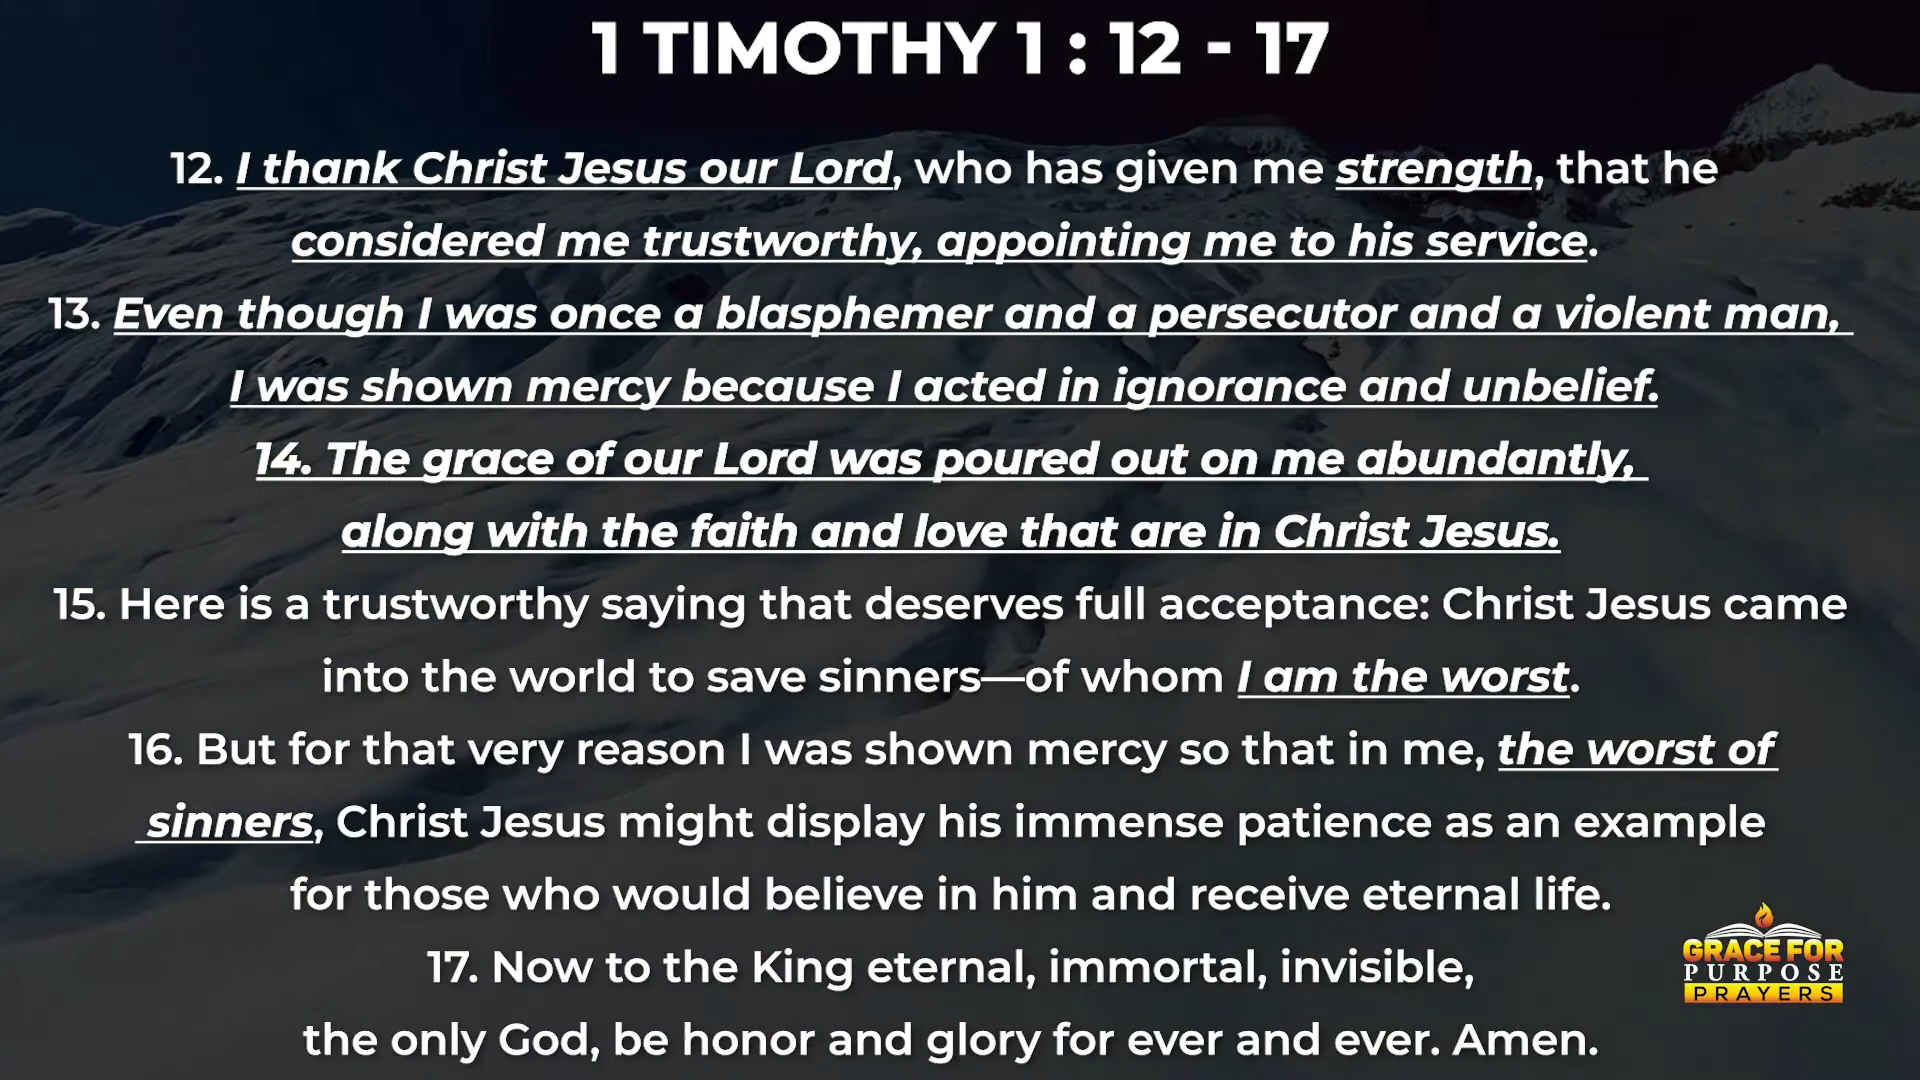 1 TIMOTHY 1 : 12 - 17
12. I thank Christ Jesus our Lord, who has given me strength, that he
considered me trustworthy, appointing me to his service.
13. Even though I was once a blasphemer and a persecutor and a violent man,
I was shown mercy because I acted in ignorance and unbelief.
14. The grace of our Lord was poured out on me abundantly,
along with the faith and love that are in Christ Jesus.
15. Here is a trustworthy saying that deserves full acceptance: Christ Jesus came
into the world to save sinners—of whom I am the worst.
16. But for that very reason I was shown mercy so that in me, the worst of
sinners, Christ Jesus might display his immense patience as an example
for those who would believe in him and receive eternal life.
17. Now to the King eternal, immortal, invisible,
the only God, be honor and glory for ever and ever. Amen.
GRACE FOR
PURPOSE
PRAYERS